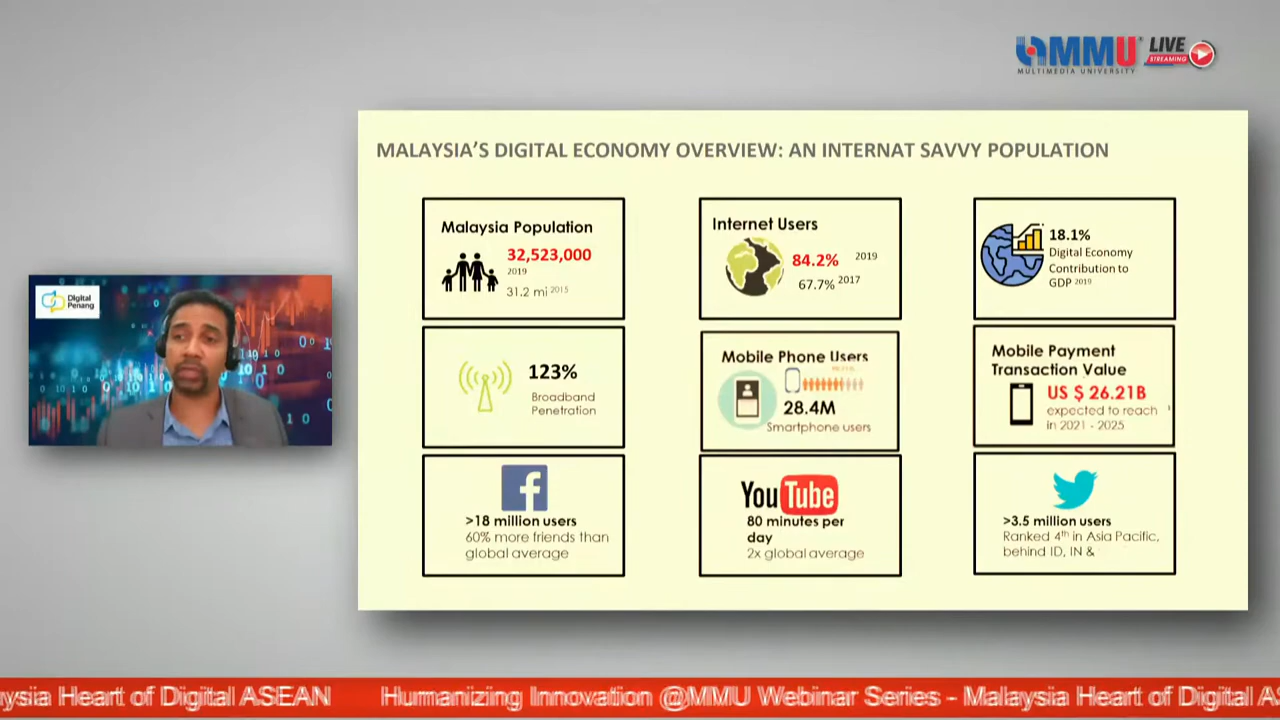 MMU LIVE
STREAMING
MULTIMEDIA UNIVERSITY
MALAYSIA'S DIGITAL ECONOMY OVERVIEW: AN INTERNAT SAVVY POPULATION
Malaysia Population
32,523,000
2019
31.2 mi 2015
Internet Users
84.2% 2019
67.7% 2017
18.1%
Digital Economy
Contribution to
GDP 2019
Digital
Penang
123%
Broadband
Penetration
Mobile Phone Users
28.4M
Smartphone users
Mobile Payment
Transaction Value
US $ 26.21B
expected to reach
in 2021 - 2025
f
>18 million users
60% more friends than
global average
YouTube
80 minutes per
day
2x global average
>3.5 million users
Ranked 4th in Asia Pacific,
behind ID, IN &
ysia Heart of Digital ASEAN Humanizing Innovation @MMU Webinar Series - Malaysia Heart of Digital AS